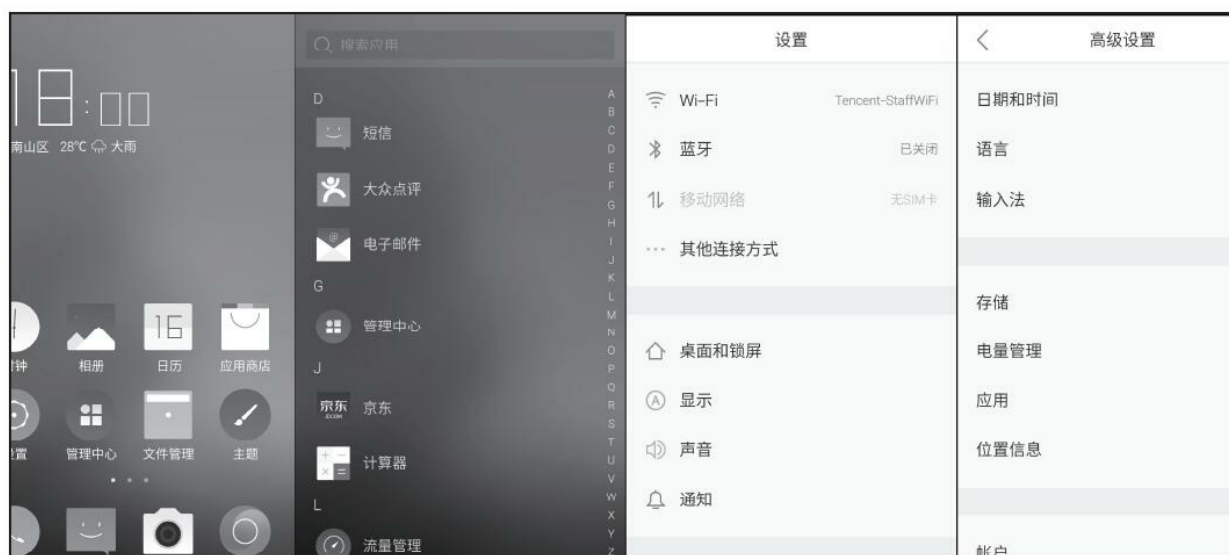 18:00
南山区 28℃ 大雨
时钟 相册 日历 应用商店
16
设置 管理中心 文件管理 主题
搜索应用
D
短信
大众点评
@
电子邮件
G
管理中心
J
京东
JD.COM
京东
计算器
L
流量管理
A
B
C
D
E
F
G
H
I
J
K
L
M
N
O
P
Q
R
S
T
U
V
W
X
Y
Z
设置
Wi-Fi Tencent-StaffWiFi
蓝牙 已关闭
移动网络 无SIM卡
其他连接方式
桌面和锁屏
A 显示
声音
通知
高级设置
日期和时间
语言
输入法
存储
电量管理
应用
位置信息
帐户